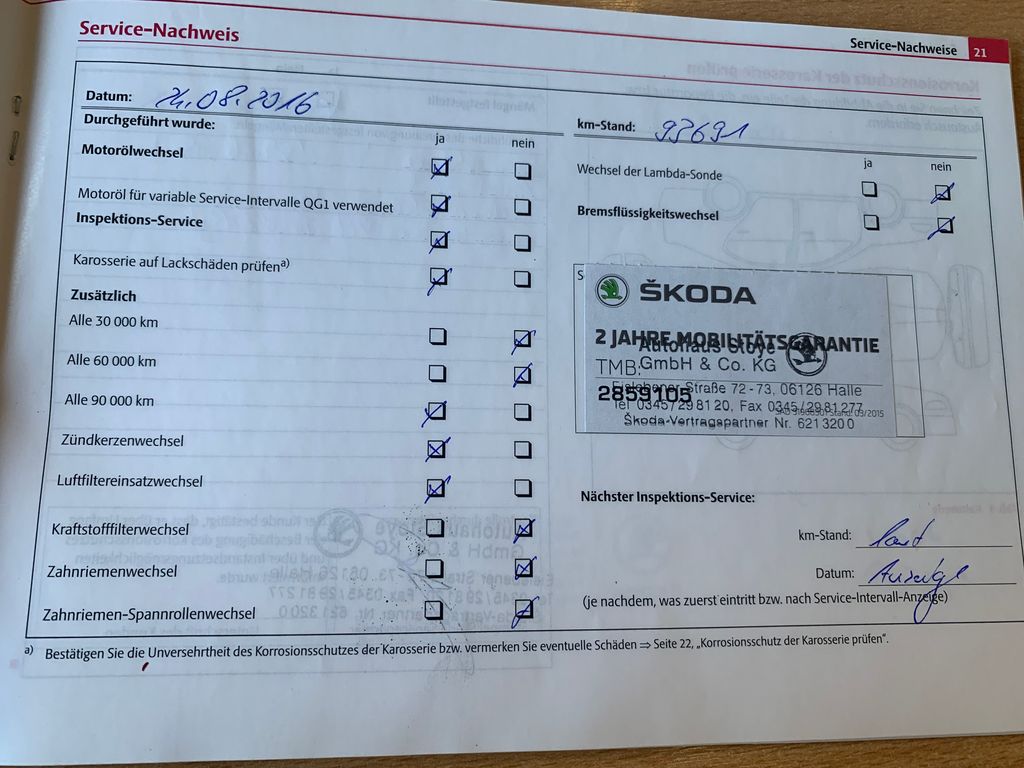 Service-Nachweis
Service-Nachweise 21
Datum: 24.08.2016
km-Stand: 93691
Durchgeführt wurde:
ja nein
Motorölwechsel
Motoröl für variable Service-Intervalle QG1 verwendet
Inspektions-Service
Karosserie auf Lackschäden prüfen a)
Zusätzlich
Alle 30 000 km
Alle 60 000 km
Alle 90 000 km
Zündkerzenwechsel
Luftfiltereinsatzwechsel
Kraftstofffilterwechsel
Zahnriemenwechsel
Zahnriemen-Spannrollenwechsel
ja nein
Wechsel der Lambda-Sonde
Bremsflüssigkeitswechsel
S
ŠKODA
2 JAHRE MOBILITÄTSGARANTIE
Autohaus Stoye
GmbH & Co. KG
TMB:
Eislebener Straße 72-73, 06126 Halle
2859105
Tel 0345/29 81 20, Fax 0345/29 81 277
Stand: 03/2015
Škoda-Vertragspartner Nr. 621 320 0
Nächster Inspektions-Service:
km-Stand: laut
Datum: Anzeige
(je nachdem, was zuerst eintritt bzw. nach Service-Intervall-Anzeige)
a) Bestätigen Sie die Unversehrtheit des Korrosionsschutzes der Karosserie bzw. vermerken Sie eventuelle Schäden ⇒ Seite 22, „Korrosionsschutz der Karosserie prüfen“.